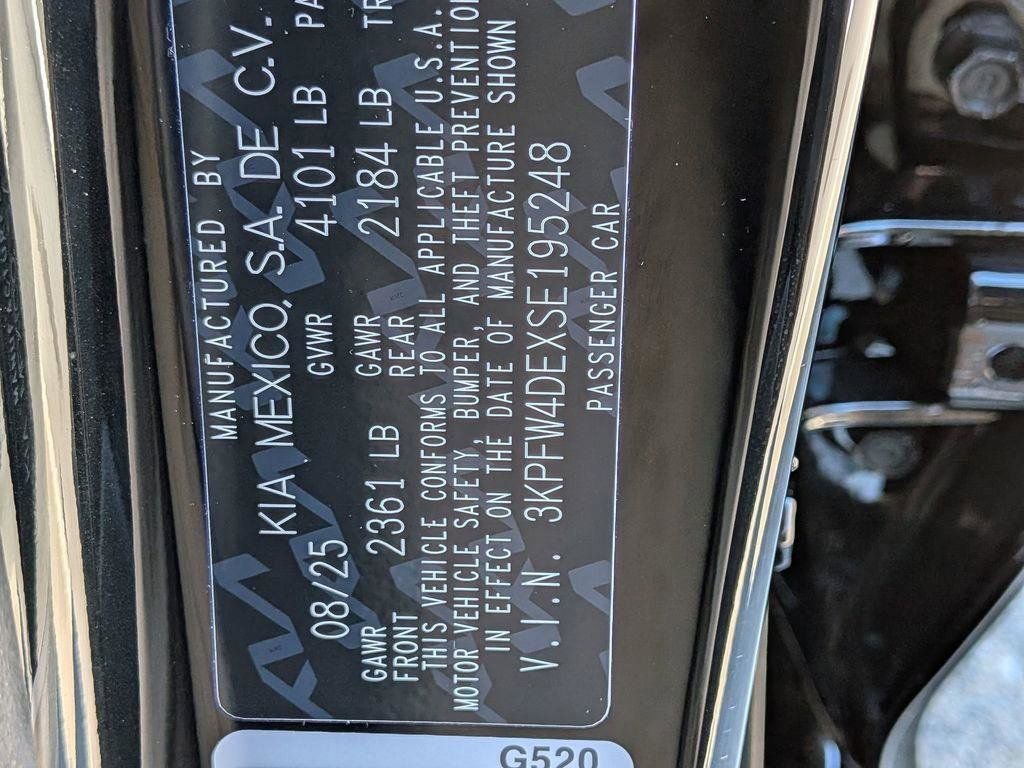 MANUFACTURED BY
KIA MEXICO, S.A. DE C.V.
08/25 GVWR 4101 LB PA
GAWR FRONT 2361 LB GAWR REAR 2184 LB TR
THIS VEHICLE CONFORMS TO ALL APPLICABLE U.S.A.
MOTOR VEHICLE SAFETY, BUMPER, AND THEFT PREVENTION
IN EFFECT ON THE DATE OF MANUFACTURE SHOWN
V.I.N. 3KPFW4DEXSE195248
PASSENGER CAR
G520